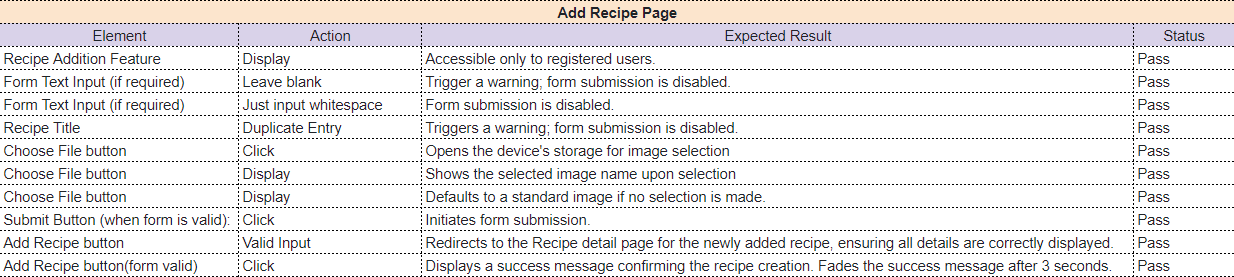 Add Recipe Page
Element Action Expected Result Status
Recipe Addition Feature Display Accessible only to registered users. Pass
Form Text Input (if required) Leave blank Trigger a warning; form submission is disabled. Pass
Form Text Input (if required) Just input whitespace Form submission is disabled. Pass
Recipe Title Duplicate Entry Triggers a warning; form submission is disabled. Pass
Choose File button Click Opens the device's storage for image selection Pass
Choose File button Display Shows the selected image name upon selection Pass
Choose File button Display Defaults to a standard image if no selection is made. Pass
Submit Button (when form is valid): Click Initiates form submission. Pass
Add Recipe button Valid Input Redirects to the Recipe detail page for the newly added recipe, ensuring all details are correctly displayed. Pass
Add Recipe button(form valid) Click Displays a success message confirming the recipe creation. Fades the success message after 3 seconds. Pass